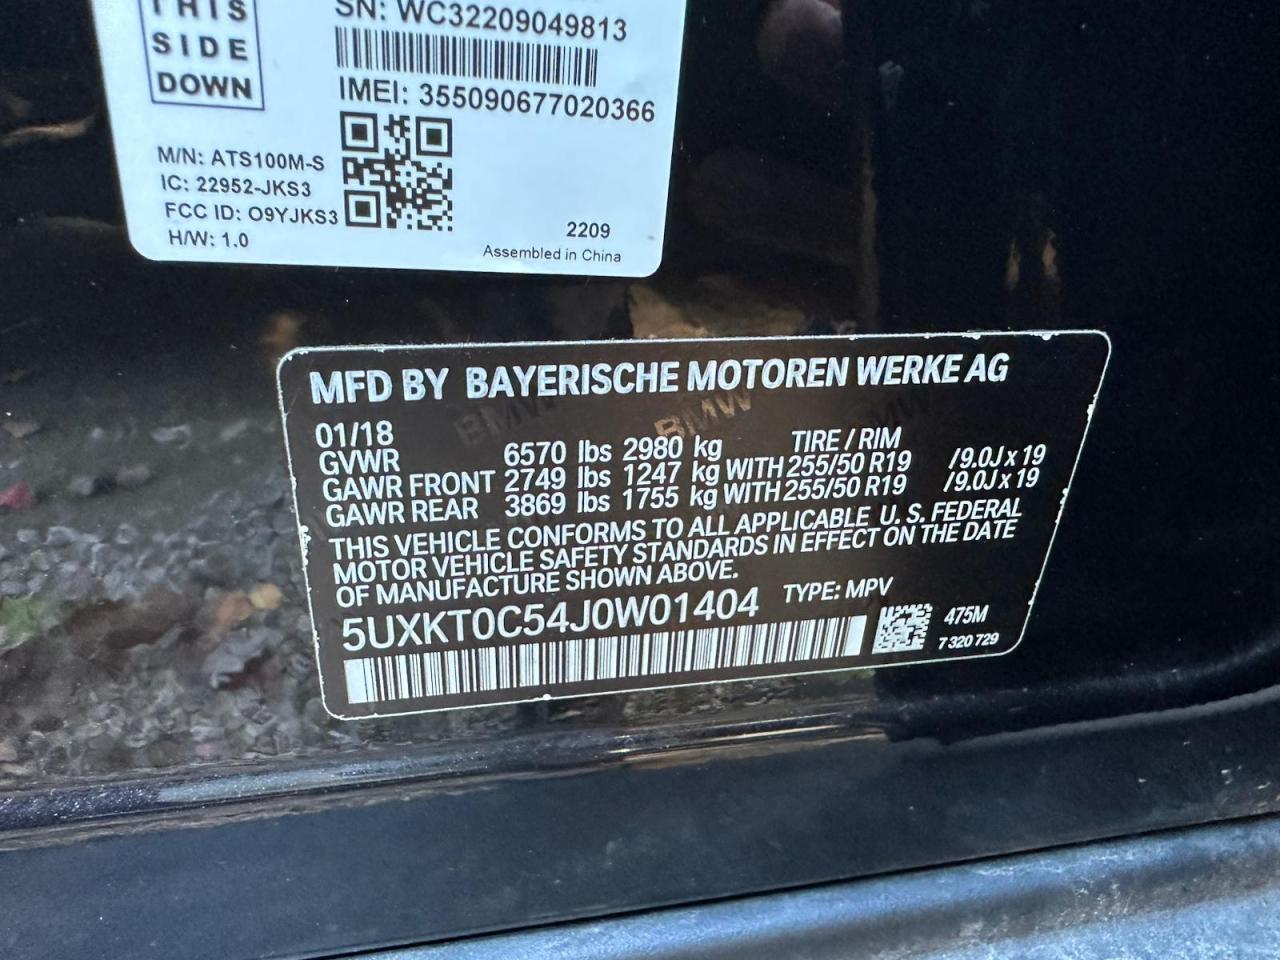 THIS
SIDE
DOWN
SN: WC32209049813
IMEI: 355090677020366
M/N: ATS100M-S
IC: 22952-JKS3
FCC ID: O9YJKS3
H/W: 1.0
2209
Assembled in China
MFD BY BAYERISCHE MOTOREN WERKE AG
BMW BMW BMW
01/18 TIRE / RIM
GVWR 6570 lbs 2980 kg
GAWR FRONT 2749 lbs 1247 kg WITH 255/50 R19 /9.0J x 19
GAWR REAR 3869 lbs 1755 kg WITH 255/50 R19 /9.0J x 19
THIS VEHICLE CONFORMS TO ALL APPLICABLE U. S. FEDERAL
MOTOR VEHICLE SAFETY STANDARDS IN EFFECT ON THE DATE
OF MANUFACTURE SHOWN ABOVE.
5UXKT0C54J0W01404 TYPE: MPV
475M
7 320 729